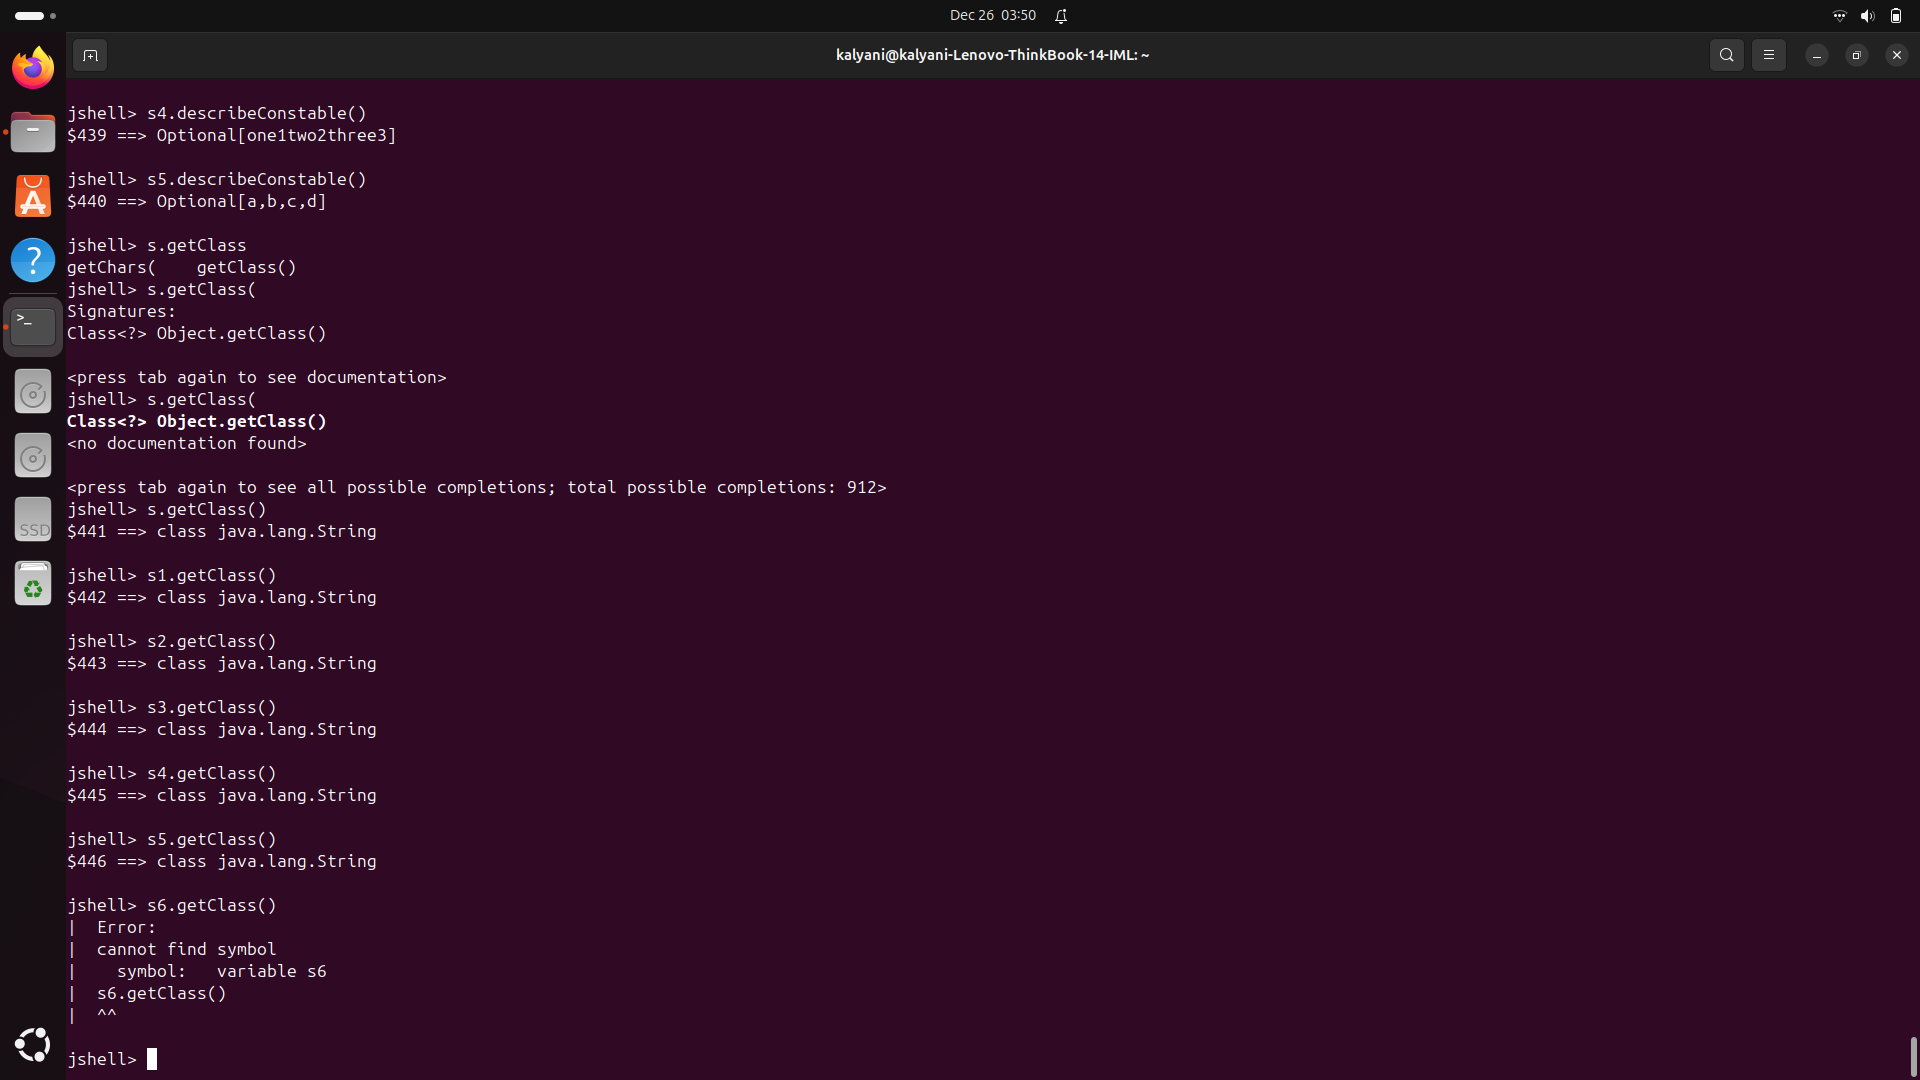 Dec 26 03:50
kalyani@kalyani-Lenovo-ThinkBook-14-IML: ~
jshell> s4.describeConstable()
$439 ==> Optional[one1two2three3]
jshell> s5.describeConstable()
$440 ==> Optional[a,b,c,d]
jshell> s.getClass
getChars(    getClass()
jshell> s.getClass(
Signatures:
Class<?> Object.getClass()
<press tab again to see documentation>
jshell> s.getClass(
Class<?> Object.getClass()
<no documentation found>
<press tab again to see all possible completions; total possible completions: 912>
jshell> s.getClass()
$441 ==> class java.lang.String
jshell> s1.getClass()
$442 ==> class java.lang.String
jshell> s2.getClass()
$443 ==> class java.lang.String
jshell> s3.getClass()
$444 ==> class java.lang.String
jshell> s4.getClass()
$445 ==> class java.lang.String
jshell> s5.getClass()
$446 ==> class java.lang.String
jshell> s6.getClass()
|  Error:
|  cannot find symbol
|    symbol:   variable s6
|  s6.getClass()
|  ^^
jshell>
>_
SSD